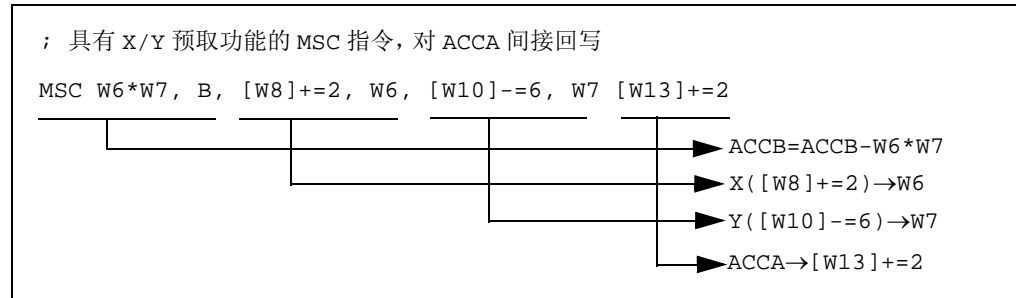 ; 具有 X/Y 预取功能的 MSC 指令，对 ACCA 间接回写
MSC W6*W7, B, [W8]+=2, W6, [W10]-=6, W7 [W13]+=2
ACCB=ACCB-W6*W7
X([W8]+=2)→W6
Y([W10]-=6)→W7
ACCA→[W13]+=2